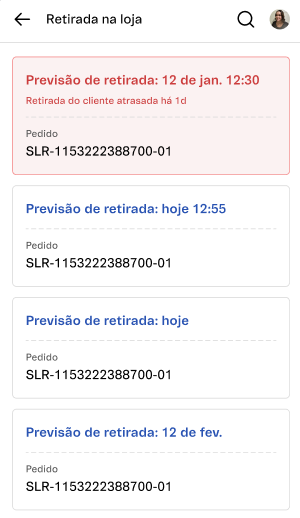 Retirada na loja
Previsão de retirada: 12 de jan. 12:30
Retirada do cliente atrasada há 1d
Pedido
SLR-1153222388700-01
Previsão de retirada: hoje 12:55
Pedido
SLR-1153222388700-01
Previsão de retirada: hoje
Pedido
SLR-1153222388700-01
Previsão de retirada: 12 de fev.
Pedido
SLR-1153222388700-01